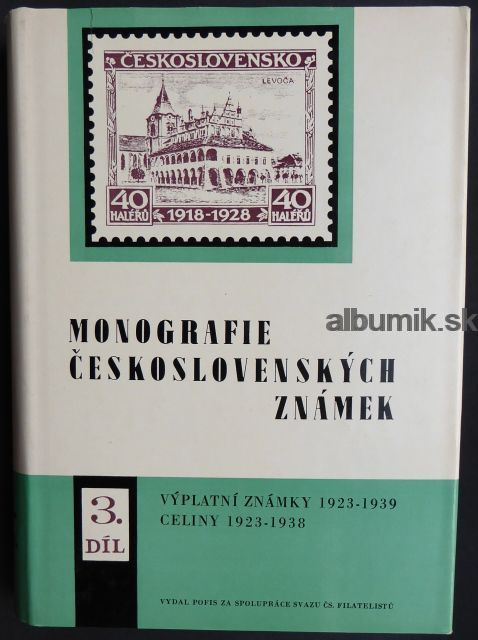 ČESKOSLOVENSKO
LEVOČA
40 HALÉŘŮ
40 HALÉŘŮ
1918-1928
albumik.sk
MONOGRAFIE
ČESKOSLOVENSKÝCH
ZNÁMEK
3.
DÍL
VÝPLATNÍ ZNÁMKY 1923-1939
CELINY 1923-1938
VYDAL POFIS ZA SPOLUPRÁCE SVAZU ČS. FILATELISTŮ